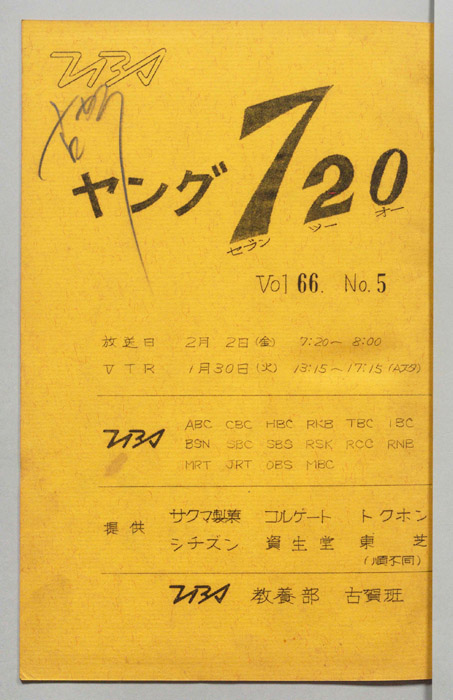 TBS
ヤング720
セブン ツー オー
Vol 66. No.5
放送日 2月 2日(金) 7:20〜 8:00
VTR 1月30日(火) 13:15〜17:15(Aスタ)
TBS ABC CBC HBC RKB TBC IBC
BSN SBC SBS RSK RCC RNB
MRT JRT OBS MBC
提供 サクマ製菓 コルゲート トクホン
シチズン 資生堂 東芝
(順不同)
TBS 教養部 古賀班